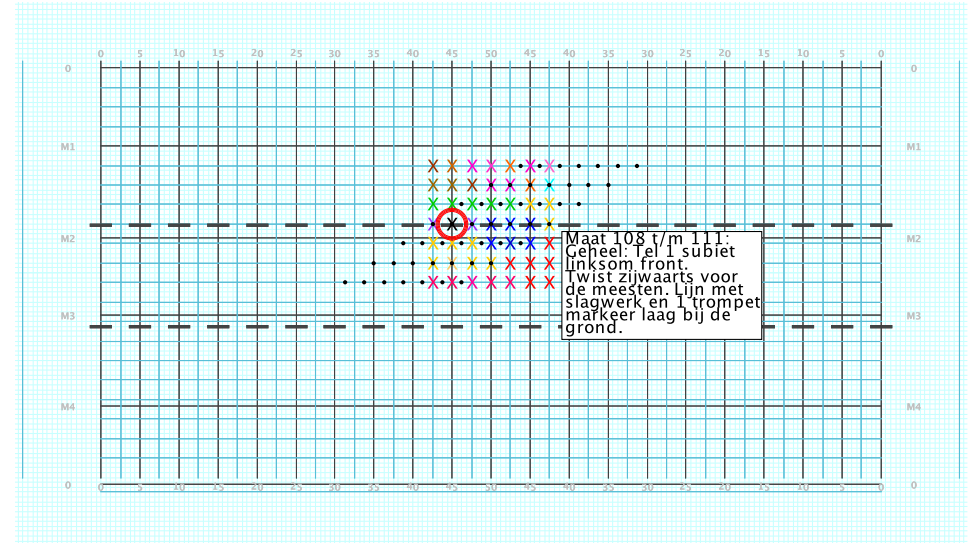 0 5 10 15 20 25 30 35 40 45 50 45 40 35 30 25 20 15 10 5 0
0 0
M1 M1
M2 M2
Maat 108 t/m 111:
Geheel: Tel 1 subiet
linksom front.
Twist zijwaarts voor
de meesten. Lijn met
slagwerk en 1 trompet
markeer laag bij de
grond.
M3 M3
M4 M4
0 0
0 5 10 15 20 25 30 35 40 45 50 45 40 35 30 25 20 15 10 5 0